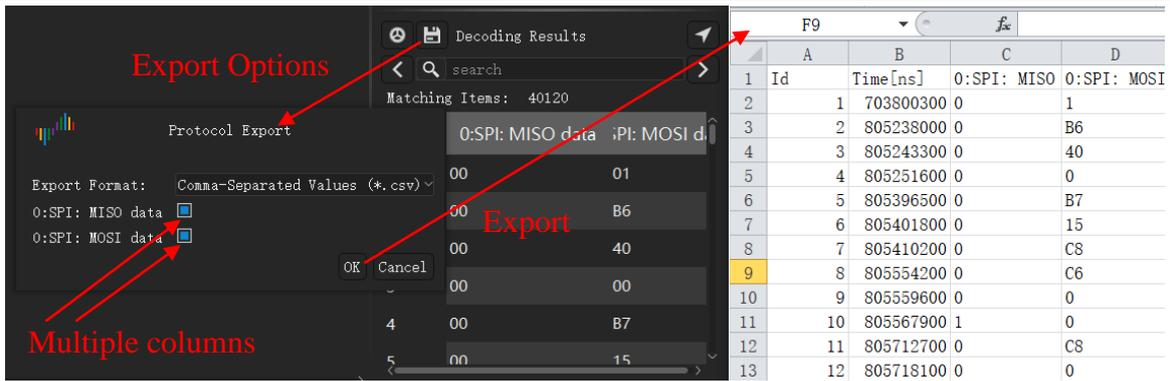 Export Options
Protocol Export
Export Format: Comma-Separated Values (*.csv)
0:SPI: MISO data
0:SPI: MOSI data
OK Cancel
Multiple columns
Decoding Results
search
Matching Items: 40120
0:SPI: MISO data SPI: MOSI d
00 01
00 B6
00 40
00 00
4 00 B7
5 00 15
Export
F9 fx
A B C D
1 Id Time[ns] 0:SPI: MISO 0:SPI: MOSI
2 1 703800300 0 1
3 2 805238000 0 B6
4 3 805243300 0 40
5 4 805251600 0 0
6 5 805396500 0 B7
7 6 805401800 0 15
8 7 805410200 0 C8
9 8 805554200 0 C6
10 9 805559600 0 0
11 10 805567900 1 0
12 11 805712700 0 C8
13 12 805718100 0 0